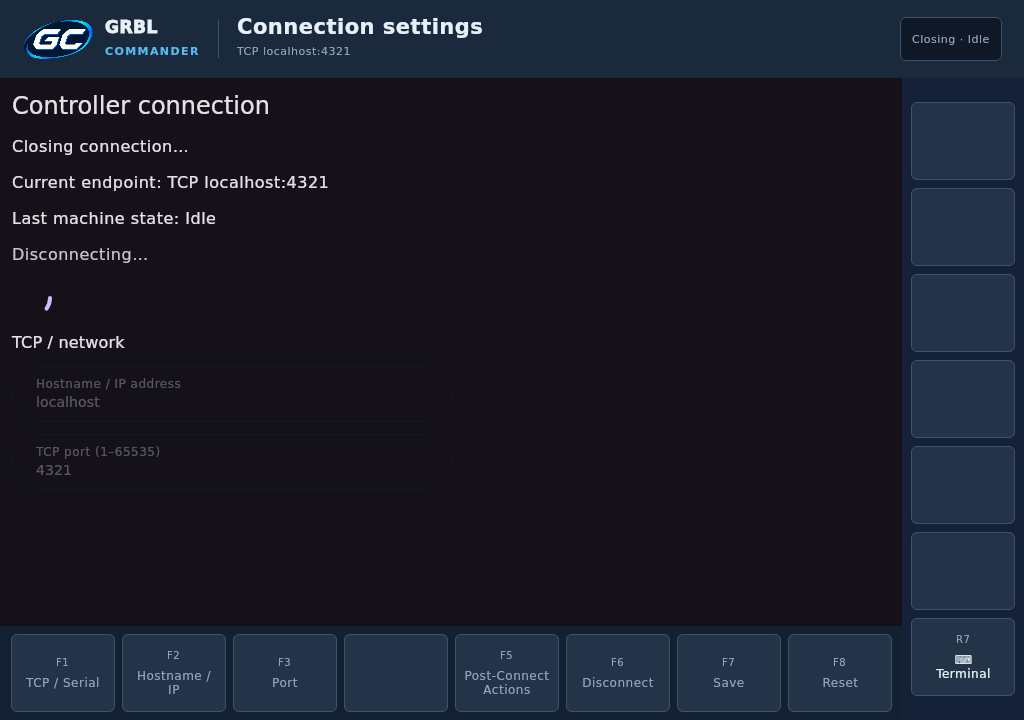 GC
GRBL
COMMANDER
Connection settings
TCP localhost:4321
Closing · Idle
Controller connection
Closing connection...
Current endpoint: TCP localhost:4321
Last machine state: Idle
Disconnecting...
TCP / network
Hostname / IP address
localhost
TCP port (1–65535)
4321
F1
TCP / Serial
F2
Hostname /
IP
F3
Port
F5
Post-Connect
Actions
F6
Disconnect
F7
Save
F8
Reset
R7
Terminal